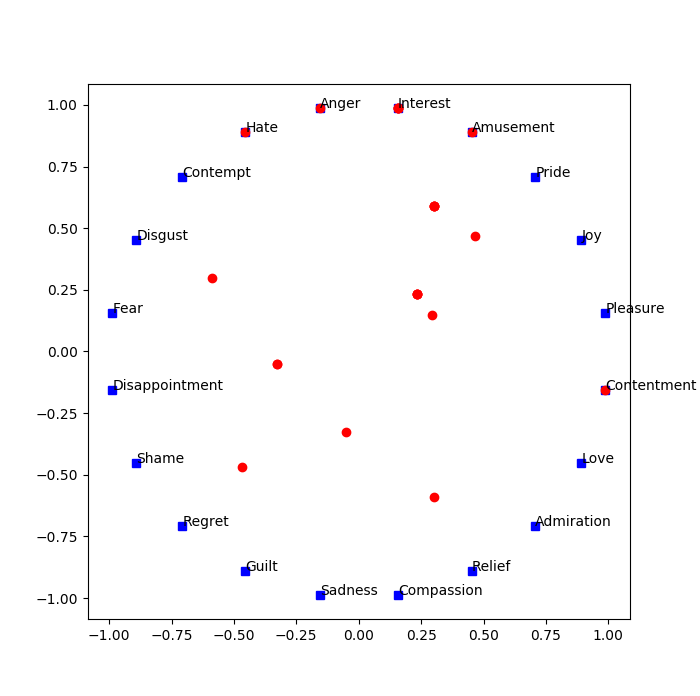 1.00
0.75
0.50
0.25
0.00
−0.25
−0.50
−0.75
−1.00
Anger
Interest
Hate
Amusement
Contempt
Pride
Disgust
Joy
Fear
Pleasure
Disappointment
Contentment
Shame
Love
Regret
Admiration
Guilt
Relief
Sadness
Compassion
−1.00 −0.75 −0.50 −0.25 0.00 0.25 0.50 0.75 1.00